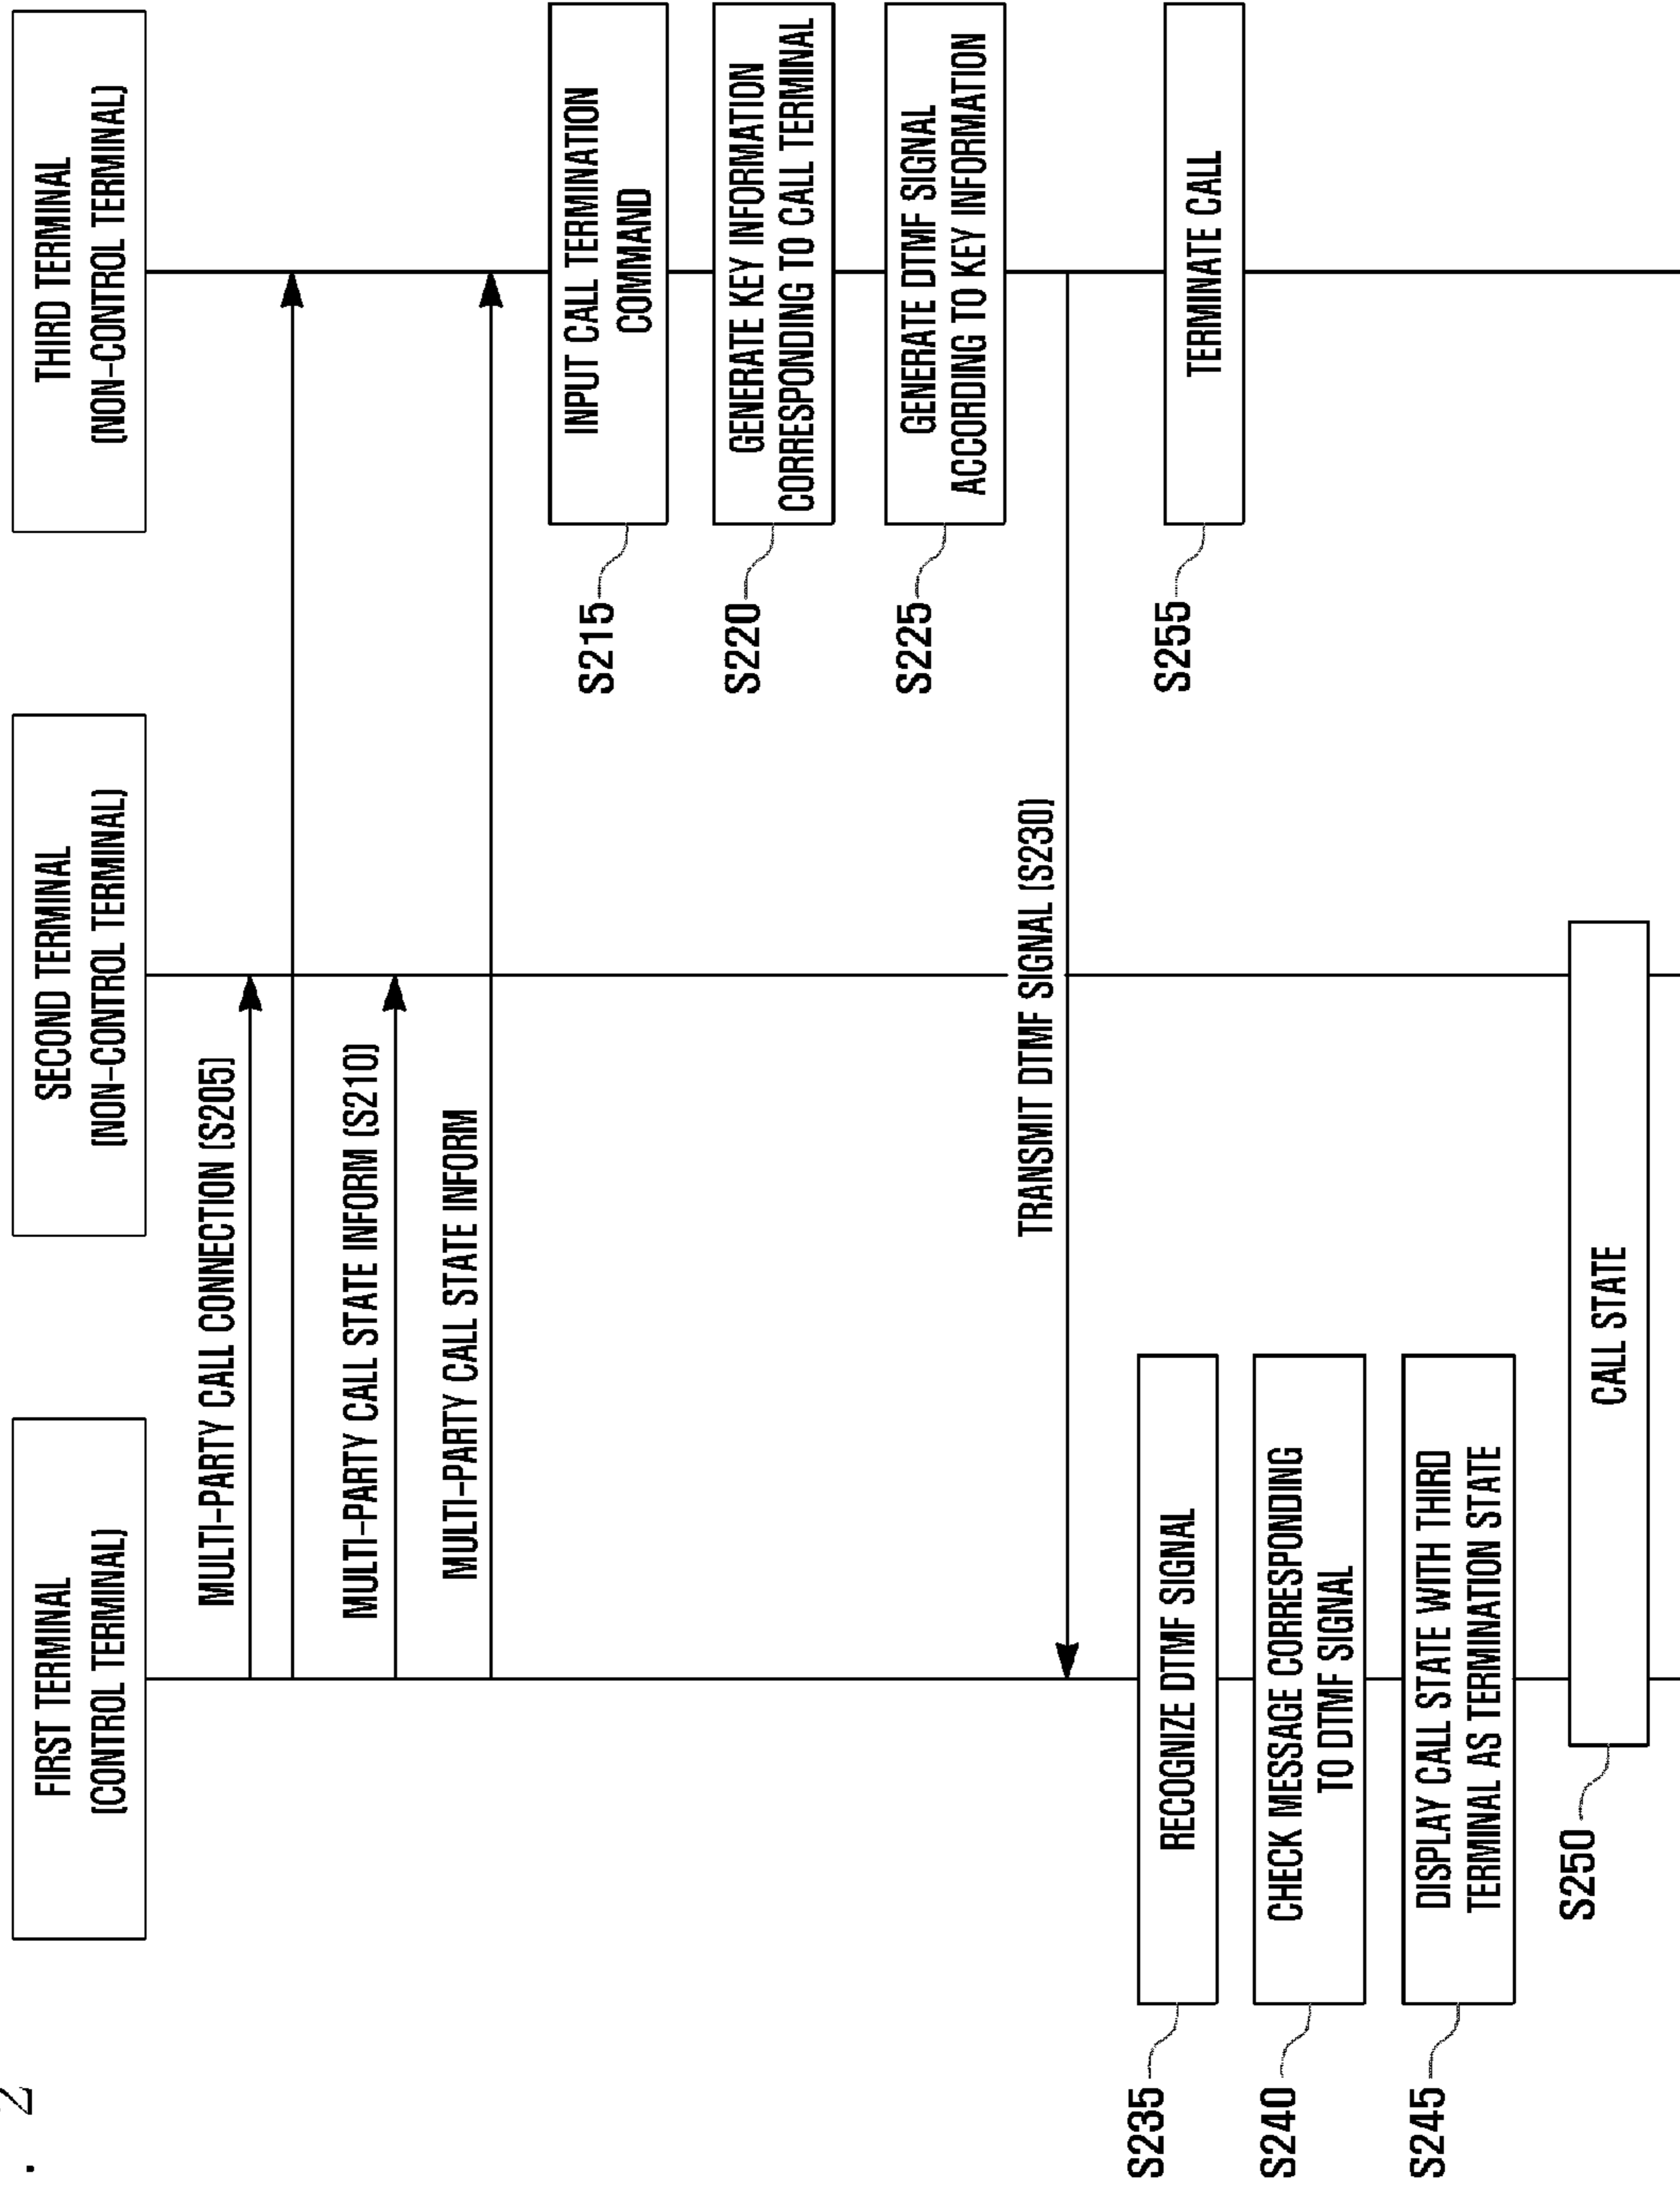 . 2
FIRST TERMINAL
(CONTROL TERMINAL)
SECOND TERMINAL
(NON-CONTROL TERMINAL)
THIRD TERMINAL
(NON-CONTROL TERMINAL)
MULTI-PARTY CALL CONNECTION (S205)
MULTI-PARTY CALL STATE INFORM (S210)
MULTI-PARTY CALL STATE INFORM
S215
INPUT CALL TERMINATION
COMMAND
S220
GENERATE KEY INFORMATION
CORRESPONDING TO CALL TERMINAL
S225
GENERATE DTMF SIGNAL
ACCORDING TO KEY INFORMATION
TRANSMIT DTMF SIGNAL (S230)
S235
RECOGNIZE DTMF SIGNAL
S255
TERMINATE CALL
S240
CHECK MESSAGE CORRESPONDING
TO DTMF SIGNAL
S245
DISPLAY CALL STATE WITH THIRD
TERMINAL AS TERMINATION STATE
S250
CALL STATE